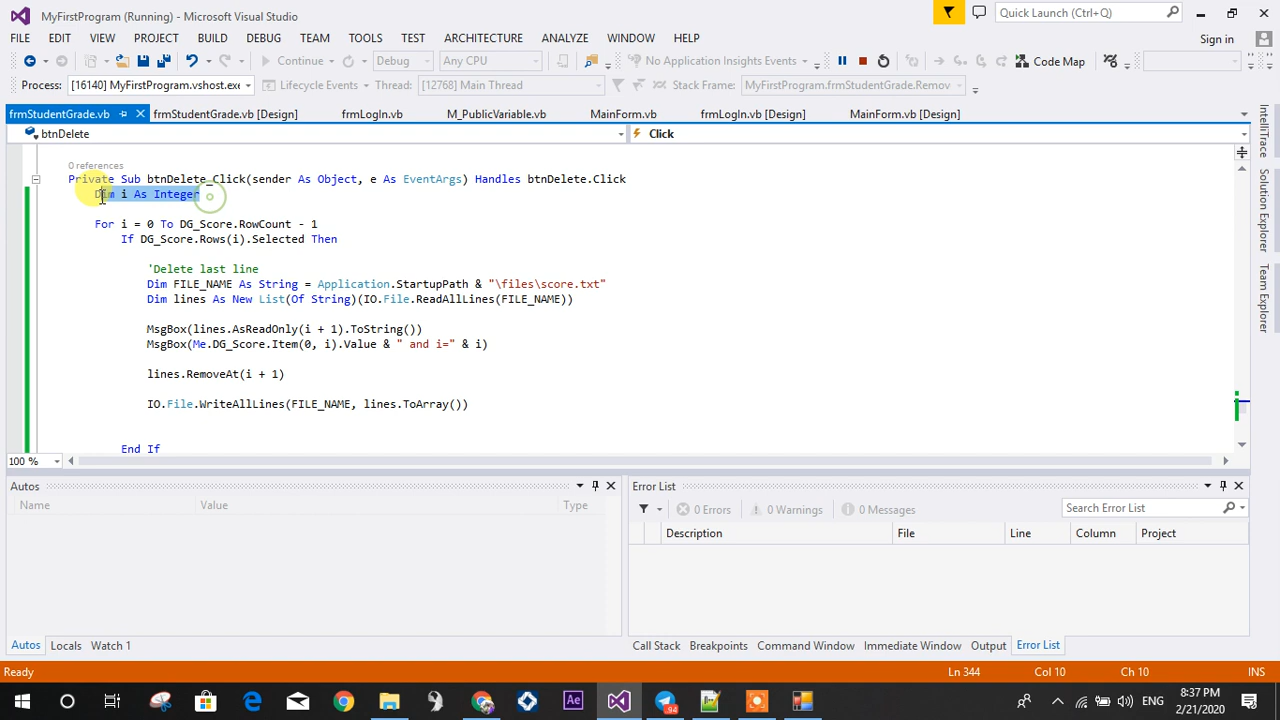 MyFirstProgram (Running) - Microsoft Visual Studio
Quick Launch (Ctrl+Q)
FILE EDIT VIEW PROJECT BUILD DEBUG TEAM TOOLS TEST ARCHITECTURE ANALYZE WINDOW HELP
Sign in
Continue Debug Any CPU No Application Insights Events Code Map
Process: [16140] MyFirstProgram.vshost.exe Lifecycle Events Thread: [12768] Main Thread Stack Frame: MyFirstProgram.frmStudentGrade.Remov
frmStudentGrade.vb frmStudentGrade.vb [Design] frmLogIn.vb M_PublicVariable.vb MainForm.vb frmLogIn.vb [Design] MainForm.vb [Design]
btnDelete Click
0 references
Private Sub btnDelete_Click(sender As Object, e As EventArgs) Handles btnDelete.Click
Dim i As Integer
For i = 0 To DG_Score.RowCount - 1
If DG_Score.Rows(i).Selected Then
'Delete last line
Dim FILE_NAME As String = Application.StartupPath & "\files\score.txt"
Dim lines As New List(Of String)(IO.File.ReadAllLines(FILE_NAME))
MsgBox(lines.AsReadOnly(i + 1).ToString())
MsgBox(Me.DG_Score.Item(0, i).Value & " and i=" & i)
lines.RemoveAt(i + 1)
IO.File.WriteAllLines(FILE_NAME, lines.ToArray())
End If
100 %
IntelliTrace
Solution Explorer
Team Explorer
Autos
Name Value Type
Autos Locals Watch 1
Error List
0 Errors 0 Warnings 0 Messages
Search Error List
Description File Line Column Project
Call Stack Breakpoints Command Window Immediate Window Output Error List
Ready Ln 344 Col 10 Ch 10 INS
Ae
94
ENG
8:37 PM
2/21/2020